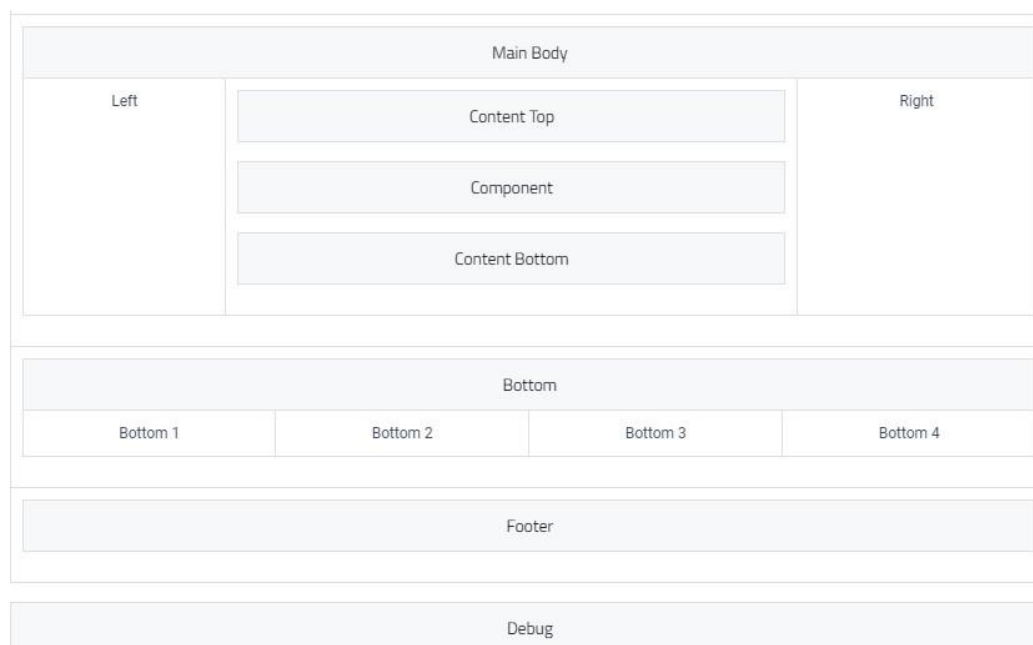 Main Body
Left
Content Top
Right
Component
Content Bottom
Bottom
Bottom 1
Bottom 2
Bottom 3
Bottom 4
Footer
Debug